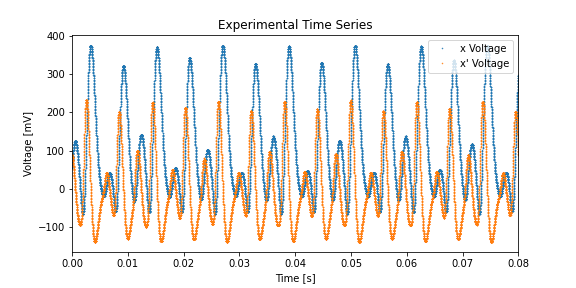 Experimental Time Series
x Voltage
x' Voltage
Voltage [mV]
400
300
200
100
0
−100
0.00 0.01 0.02 0.03 0.04 0.05 0.06 0.07 0.08
Time [s]